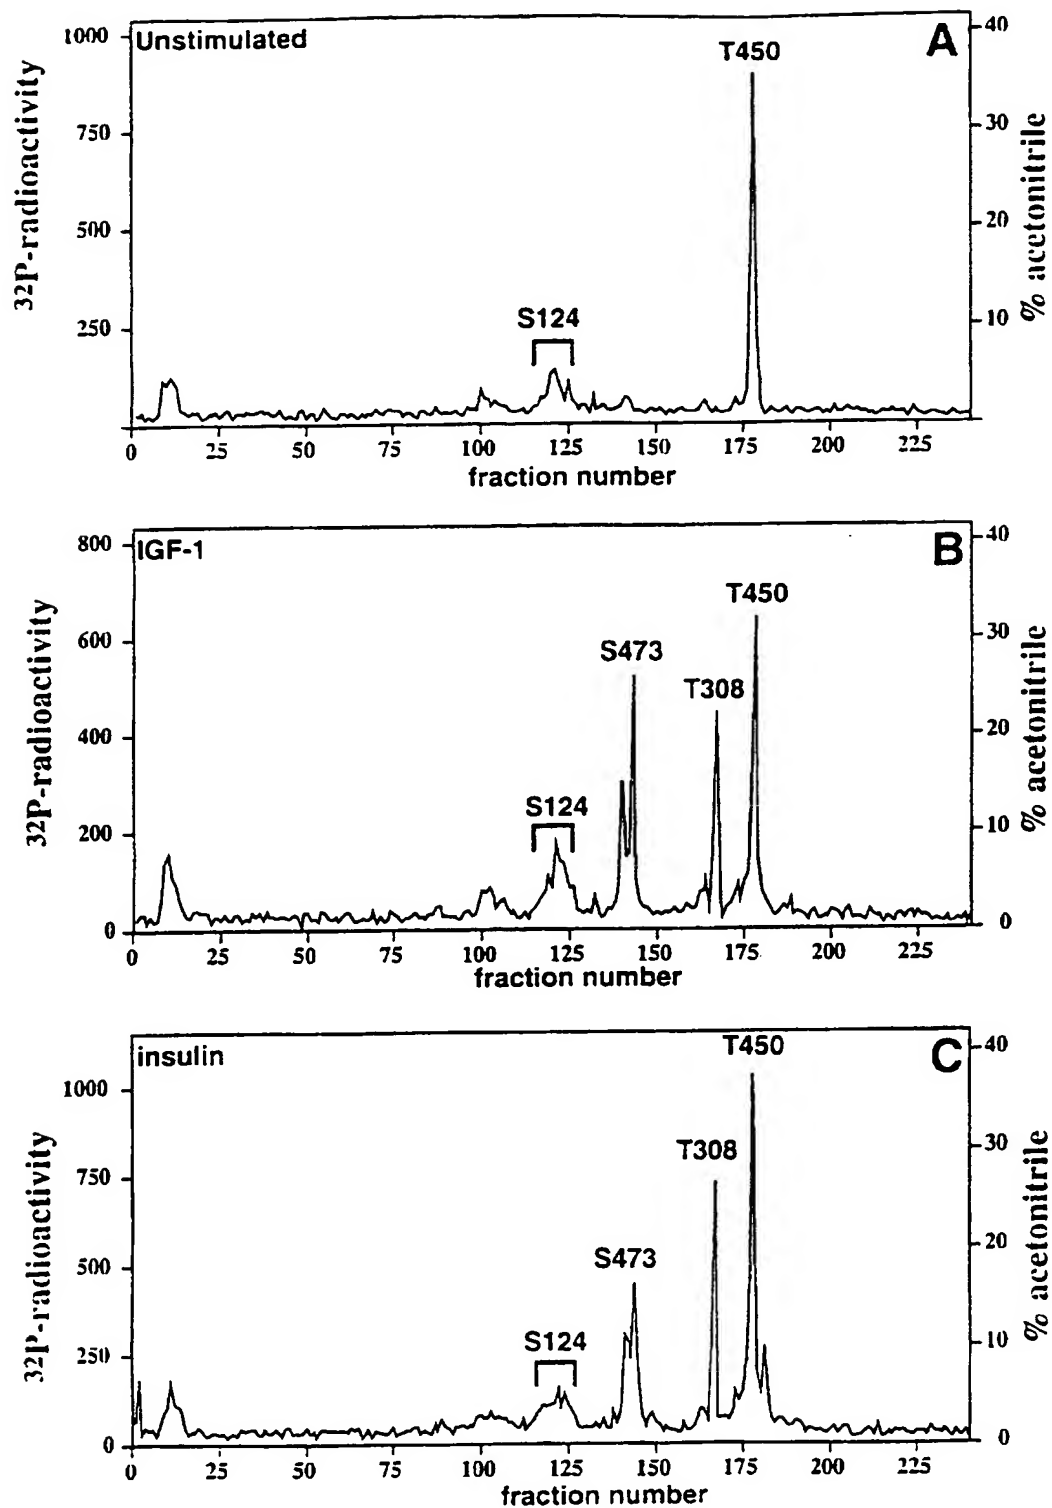 Unstimulated
A
T450
S124
1000
750
500
250
40
30
20
10
32P-radioactivity
% acetonitrile
0 25 50 75 100 125 150 175 200 225
fraction number
IGF-1
B
T450
S473
T308
S124
800
600
400
200
0
40
30
20
10
0
32P-radioactivity
% acetonitrile
0 25 50 75 100 125 150 175 200 225
fraction number
insulin
C
T450
T308
S473
S124
1000
750
500
250
0
40
30
20
10
0
32P-radioactivity
% acetonitrile
0 25 50 75 100 125 150 175 200 225
fraction number